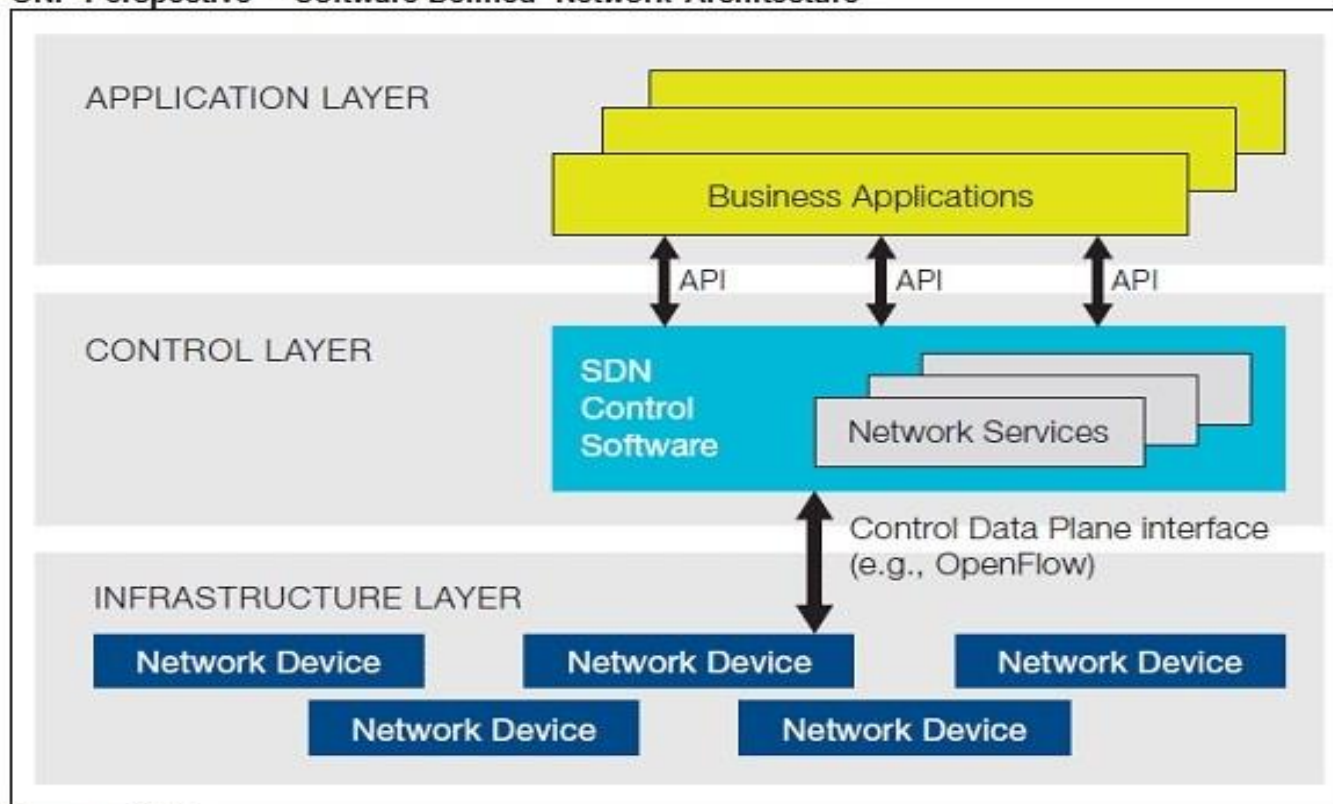 APPLICATION LAYER
Business Applications
API API API
CONTROL LAYER
SDN
Control
Software
Network Services
Control Data Plane interface
(e.g., OpenFlow)
INFRASTRUCTURE LAYER
Network Device Network Device Network Device
Network Device Network Device